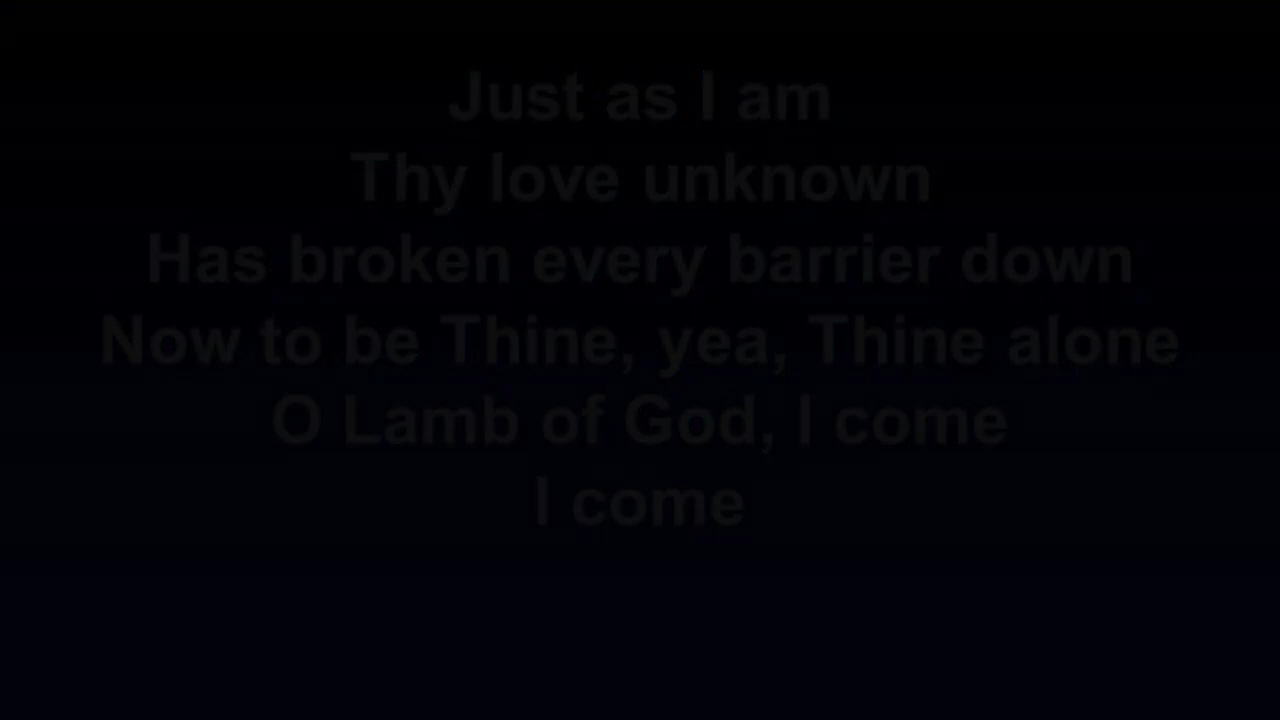 Just as I am
Thy love unknown
Has broken every barrier down
Now to be Thine, yea, Thine alone
O Lamb of God, I come
I come